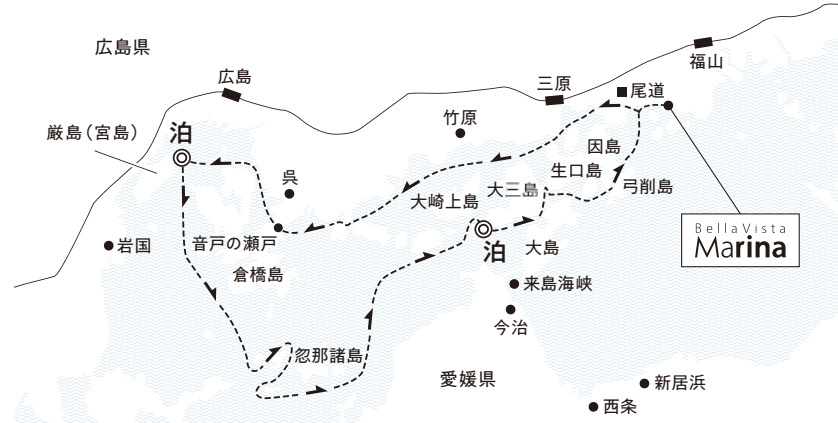 広島県
福山
広島
三原
尾道
竹原
泊
厳島（宮島）
因島
生口島
呉
大三島
弓削島
大崎上島
BellaVista
Marina
音戸の瀬戸
岩国
泊
大島
倉橋島
来島海峡
今治
忽那諸島
愛媛県
新居浜
西条